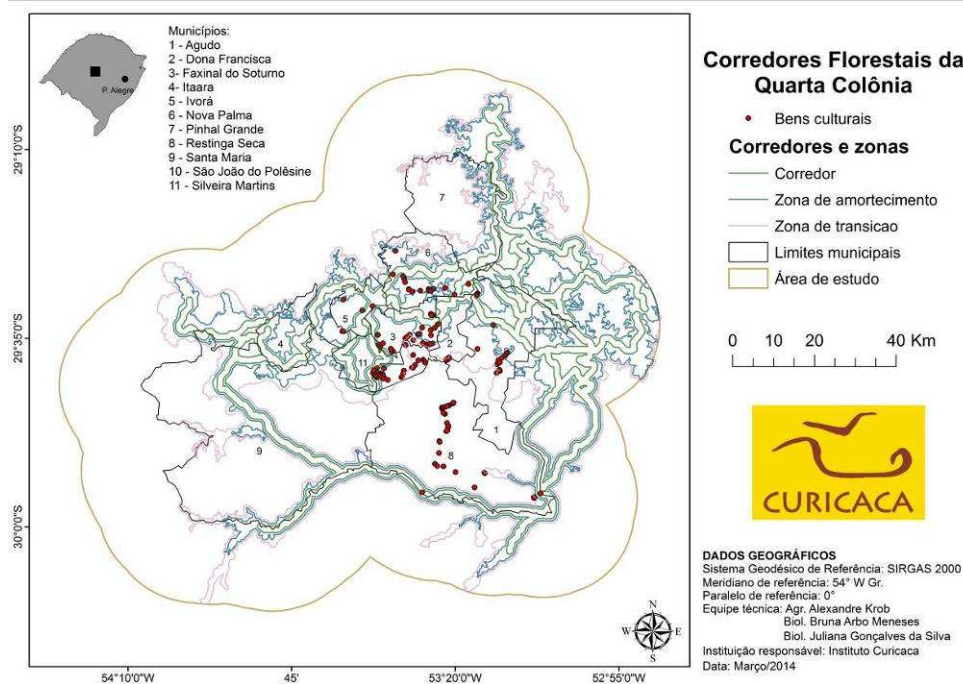 Municípios:
1 - Agudo
2 - Dona Francisca
3- Faxinal do Soturno
4- Itaara
5 - Ivorá
6 - Nova Palma
7 - Pinhal Grande
8 - Restinga Seca
9 - Santa Maria
10 - São João do Polêsine
11 - Silveira Martins
P. Alegre
29°10'0"S
29°35'0"S
30°0'0"S
7
6
5
3
4
2
11
1
8
9
N
W
E
S
54°10'0"W
45'
53°20'0"W
52°55'0"W
Corredores Florestais da
Quarta Colônia
Bens culturais
Corredores e zonas
Corredor
Zona de amortecimento
Zona de transicao
Limites municipais
Área de estudo
0 20 40 Km
CURICACA
DADOS GEOGRÁFICOS
Sistema Geodésico de Referência: SIRGAS 2000
Meridiano de referência: 54° W Gr.
Paralelo de referência: 0°
Equipe técnica: Agr. Alexandre Krob
Biol. Bruna Arbo Meneses
Biol. Juliana Gonçalves da Silva
Instituição responsável: Instituto Curicaca
Data: Março/2014